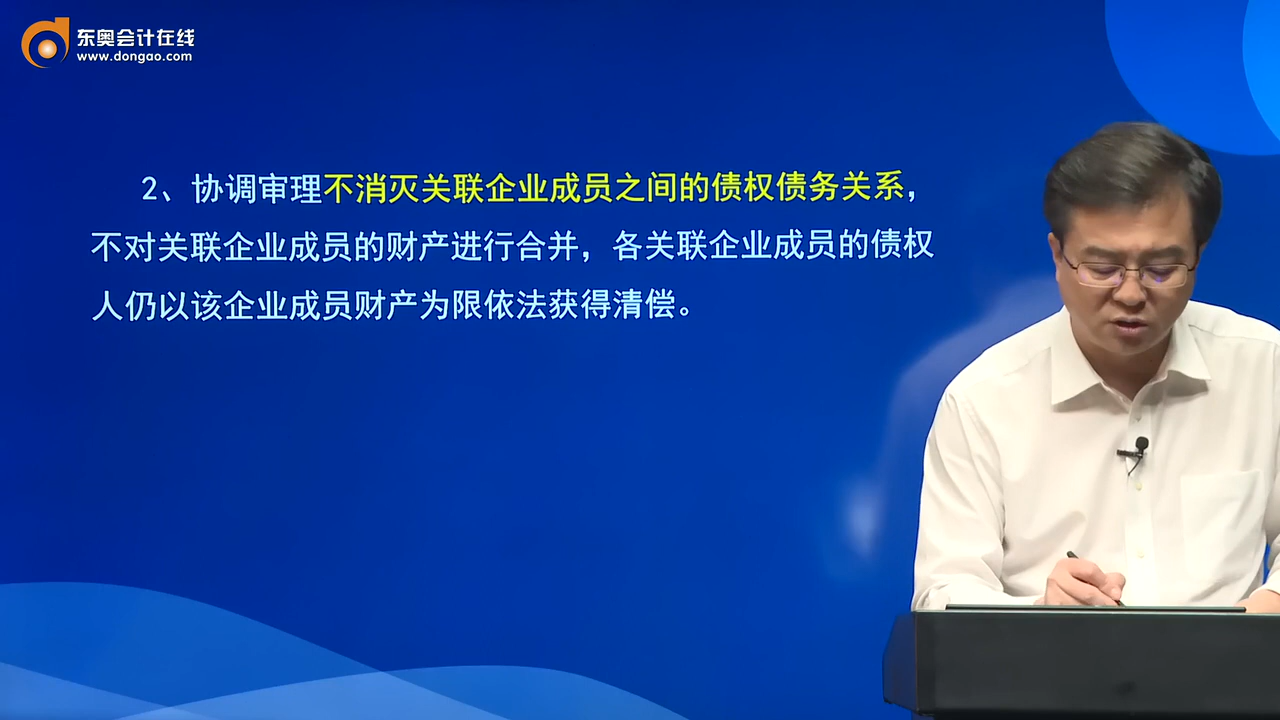 东奥会计在线
www.dongao.com
2、协调审理不消灭关联企业成员之间的债权债务关系，
不对关联企业成员的财产进行合并，各关联企业成员的债权
人仍以该企业成员财产为限依法获得清偿。